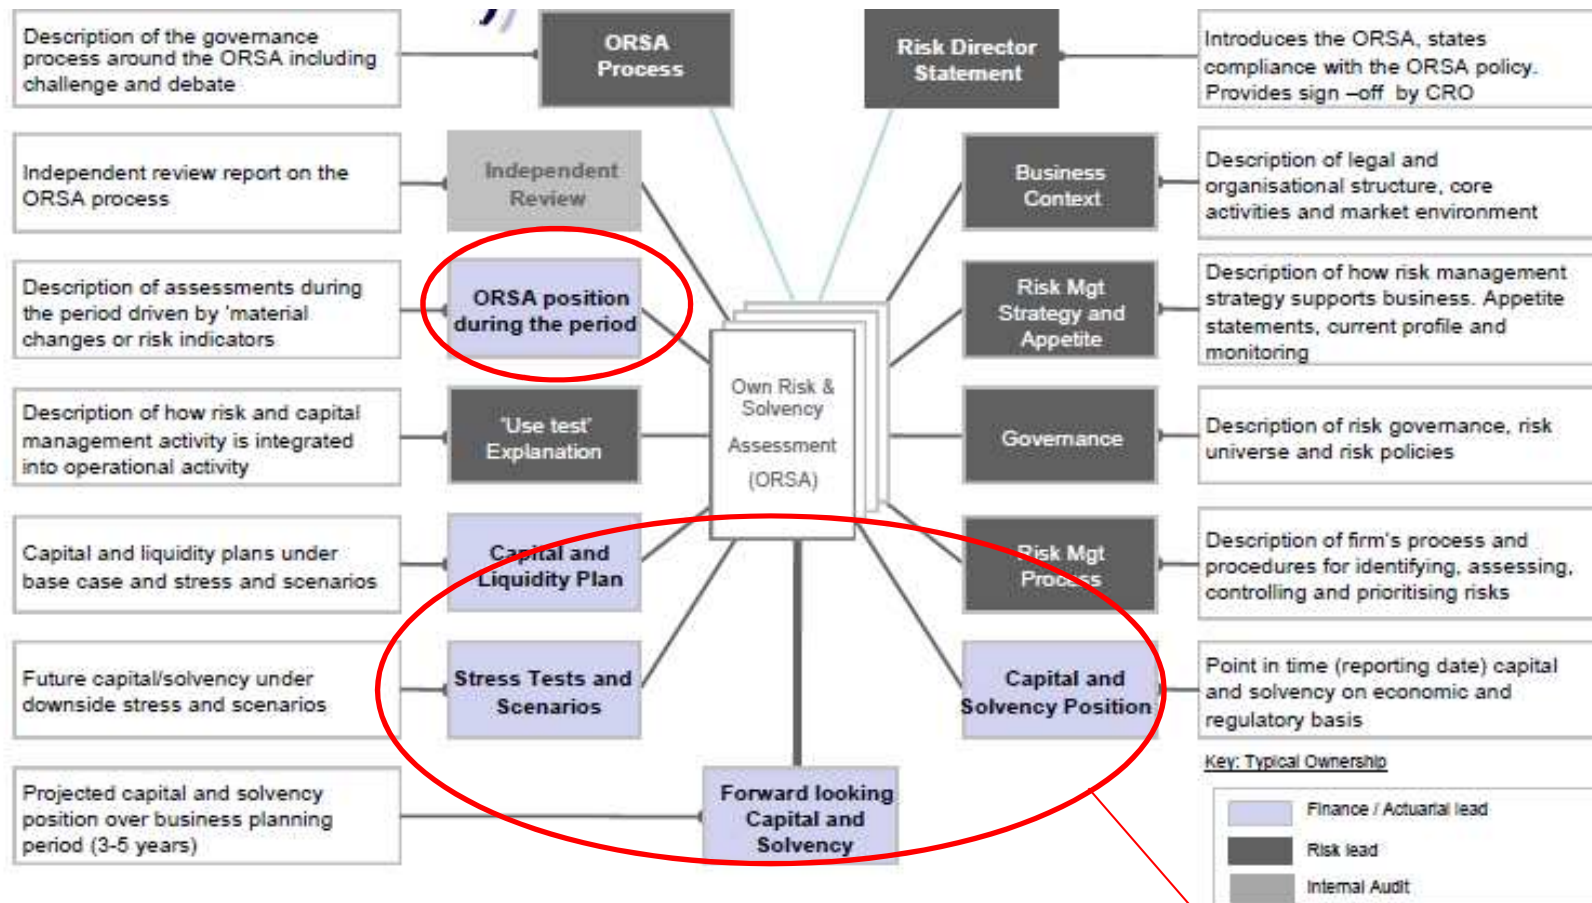 Description of the governance
process around the ORSA including
challenge and debate
ORSA
Process
Risk Director
Statement
Introduces the ORSA, states
compliance with the ORSA policy.
Provides sign –off by CRO
Independent review report on the
ORSA process
Independent
Review
Business
Context
Description of legal and
organisational structure, core
activities and market environment
Description of assessments during
the period driven by 'material
changes or risk indicators
ORSA position
during the period
Risk Mgt
Strategy and
Appetite
Description of how risk management
strategy supports business. Appetite
statements, current profile and
monitoring
Own Risk &
Solvency
Assessment
(ORSA)
Description of how risk and capital
management activity is integrated
into operational activity
'Use test'
Explanation
Governance
Description of risk governance, risk
universe and risk policies
Capital and liquidity plans under
base case and stress and scenarios
Capital and
Liquidity Plan
Risk Mgt
Process
Description of firm's process and
procedures for identifying, assessing,
controlling and prioritising risks
Future capital/solvency under
downside stress and scenarios
Stress Tests and
Scenarios
Capital and
Solvency Position
Point in time (reporting date) capital
and solvency on economic and
regulatory basis
Projected capital and solvency
position over business planning
period (3-5 years)
Forward looking
Capital and
Solvency
Key: Typical Ownership
Finance / Actuarial lead
Risk lead
Internal Audit